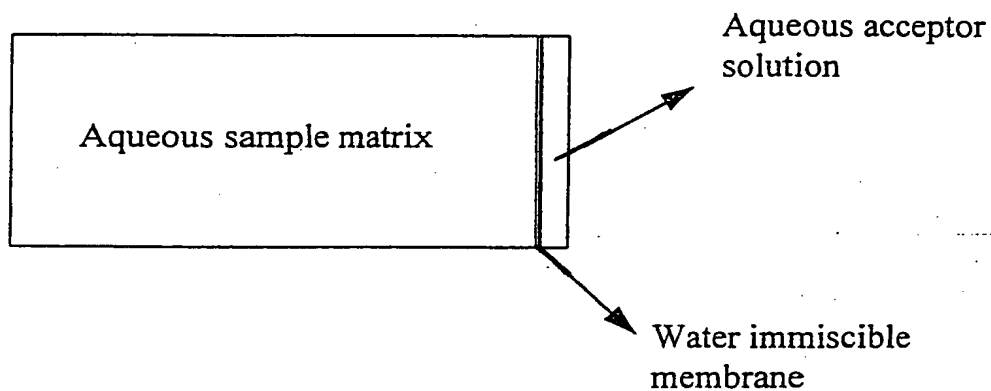 Aqueous acceptor
solution
Aqueous sample matrix
Water immiscible
membrane